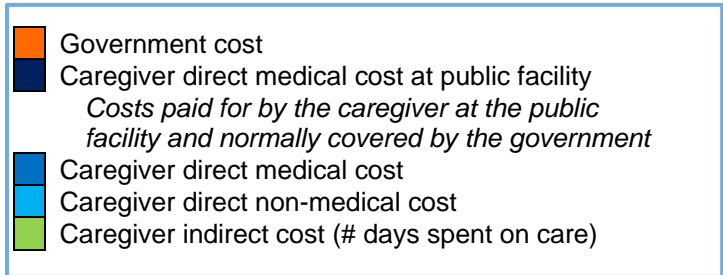 Government cost
Caregiver direct medical cost at public facility
Costs paid for by the caregiver at the public
facility and normally covered by the government
Caregiver direct medical cost
Caregiver direct non-medical cost
Caregiver indirect cost (# days spent on care)